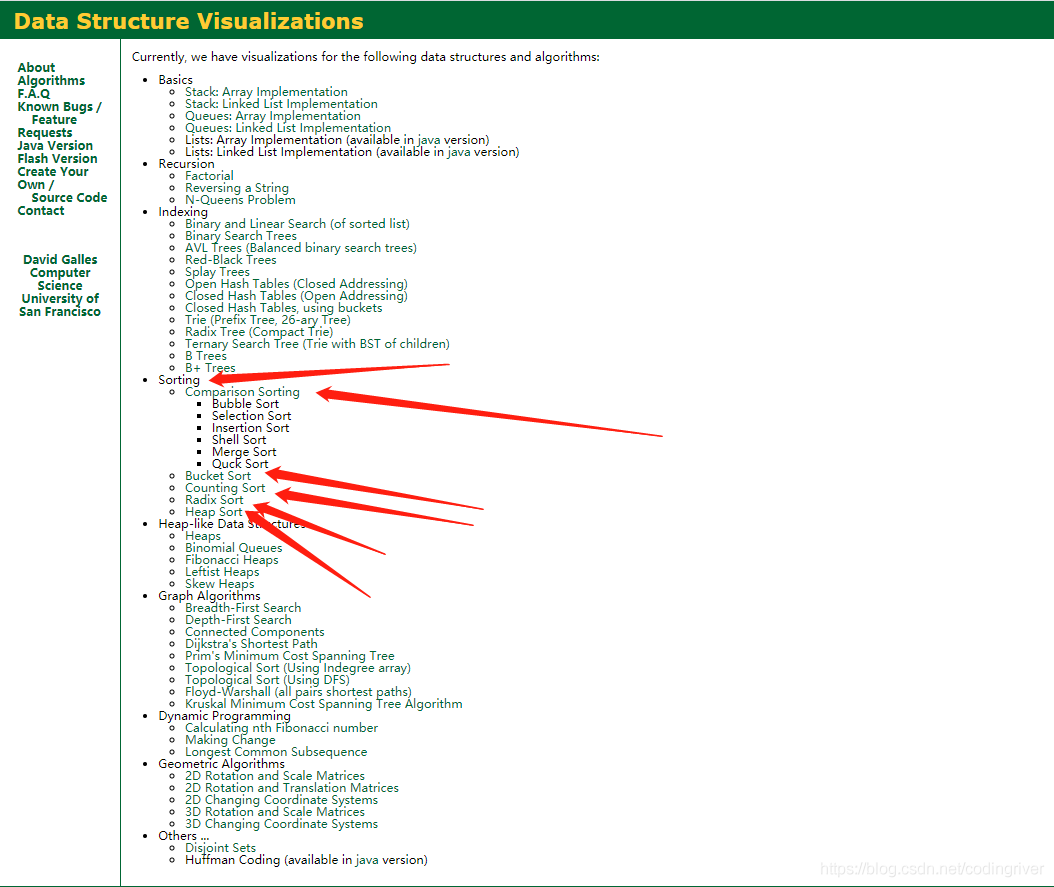 Data Structure Visualizations
About
Algorithms
F.A.Q
Known Bugs /
Feature
Requests
Java Version
Flash Version
Create Your
Own /
Source Code
Contact
David Galles
Computer
Science
University of
San Francisco
Currently, we have visualizations for the following data structures and algorithms:
Basics
Stack: Array Implementation
Stack: Linked List Implementation
Queues: Array Implementation
Queues: Linked List Implementation
Lists: Array Implementation (available in java version)
Lists: Linked List Implementation (available in java version)
Recursion
Factorial
Reversing a String
N-Queens Problem
Indexing
Binary and Linear Search (of sorted list)
Binary Search Trees
AVL Trees (Balanced binary search trees)
Red-Black Trees
Splay Trees
Open Hash Tables (Closed Addressing)
Closed Hash Tables (Open Addressing)
Closed Hash Tables, using buckets
Trie (Prefix Tree, 26-ary Tree)
Radix Tree (Compact Trie)
Ternary Search Tree (Trie with BST of children)
B Trees
B+ Trees
Sorting
Comparison Sorting
Bubble Sort
Selection Sort
Insertion Sort
Shell Sort
Merge Sort
Quck Sort
Bucket Sort
Counting Sort
Radix Sort
Heap Sort
Heap-like Data Structures
Heaps
Binomial Queues
Fibonacci Heaps
Leftist Heaps
Skew Heaps
Graph Algorithms
Breadth-First Search
Depth-First Search
Connected Components
Dijkstra's Shortest Path
Prim's Minimum Cost Spanning Tree
Topological Sort (Using Indegree array)
Topological Sort (Using DFS)
Floyd-Warshall (all pairs shortest paths)
Kruskal Minimum Cost Spanning Tree Algorithm
Dynamic Programming
Calculating nth Fibonacci number
Making Change
Longest Common Subsequence
Geometric Algorithms
2D Rotation and Scale Matrices
2D Rotation and Translation Matrices
2D Changing Coordinate Systems
3D Rotation and Scale Matrices
3D Changing Coordinate Systems
Others ...
Disjoint Sets
Huffman Coding (available in java version)
https://blog.csdn.net/codingriver